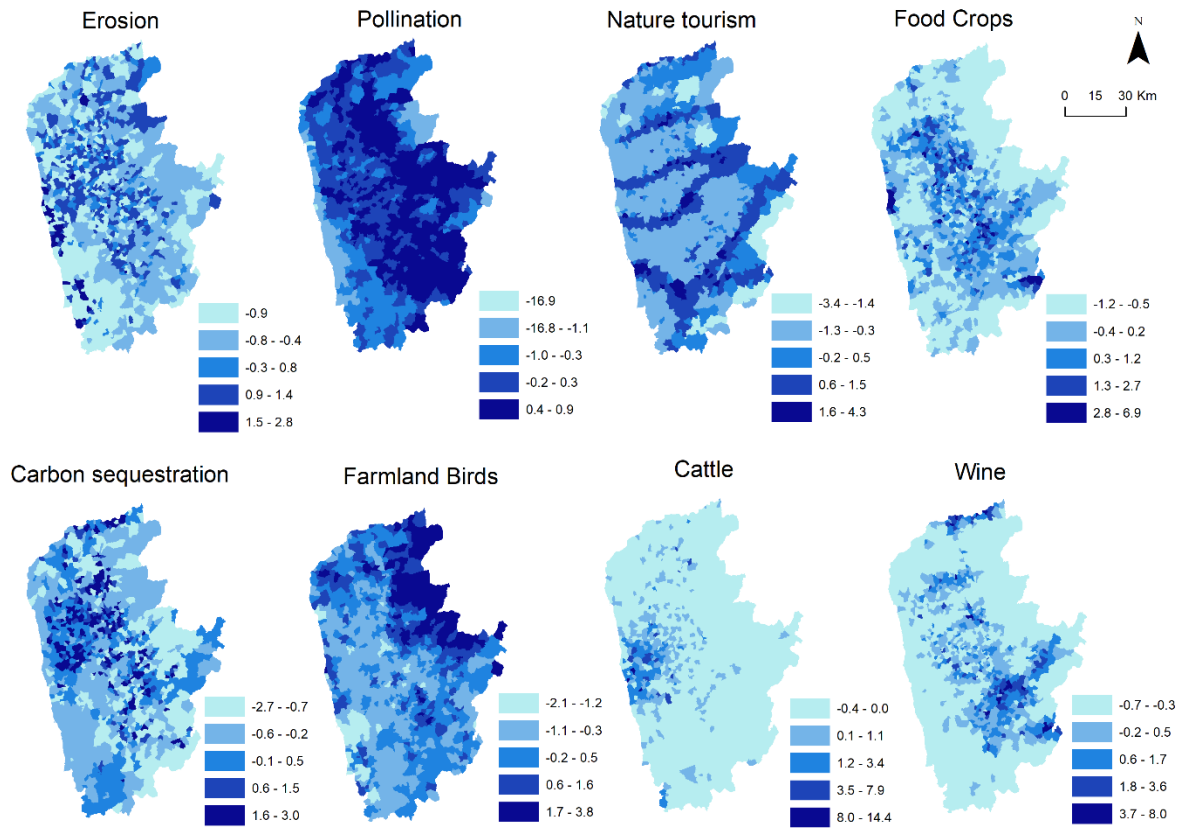 Erosion
Pollination
Nature tourism
Food Crops
N
0 15 30 Km
-0.9
-0.8 - -0.4
-0.3 - 0.8
0.9 - 1.4
1.5 - 2.8
-16.9
-16.8 - -1.1
-1.0 - -0.3
-0.2 - 0.3
0.4 - 0.9
-3.4 - -1.4
-1.3 - -0.3
-0.2 - 0.5
0.6 - 1.5
1.6 - 4.3
-1.2 - -0.5
-0.4 - 0.2
0.3 - 1.2
1.3 - 2.7
2.8 - 6.9
Carbon sequestration
Farmland Birds
Cattle
Wine
-2.7 - -0.7
-0.6 - -0.2
-0.1 - 0.5
0.6 - 1.5
1.6 - 3.0
-2.1 - -1.2
-1.1 - -0.3
-0.2 - 0.5
0.6 - 1.6
1.7 - 3.8
-0.4 - 0.0
0.1 - 1.1
1.2 - 3.4
3.5 - 7.9
8.0 - 14.4
-0.7 - -0.3
-0.2 - 0.5
0.6 - 1.7
1.8 - 3.6
3.7 - 8.0